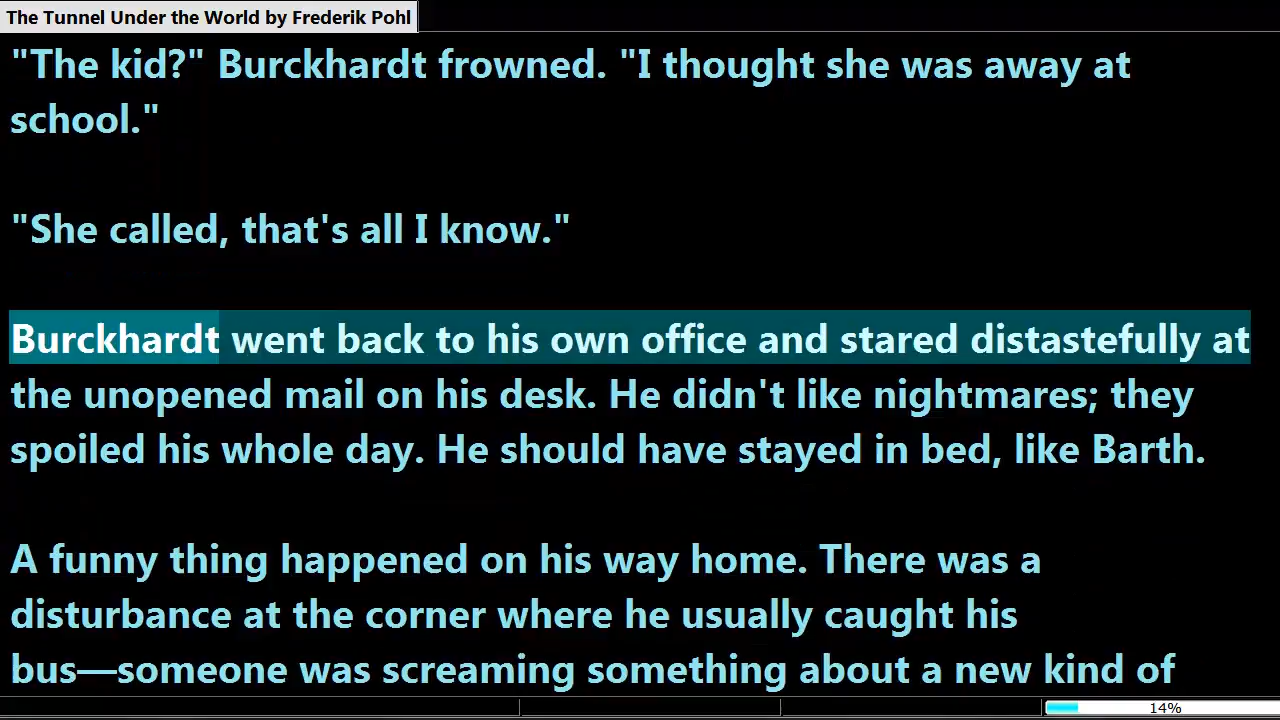 The Tunnel Under the World by Frederik Pohl
"The kid?" Burckhardt frowned. "I thought she was away at
school."
"She called, that's all I know."
Burckhardt went back to his own office and stared distastefully at
the unopened mail on his desk. He didn't like nightmares; they
spoiled his whole day. He should have stayed in bed, like Barth.
A funny thing happened on his way home. There was a
disturbance at the corner where he usually caught his
bus—someone was screaming something about a new kind of
14%